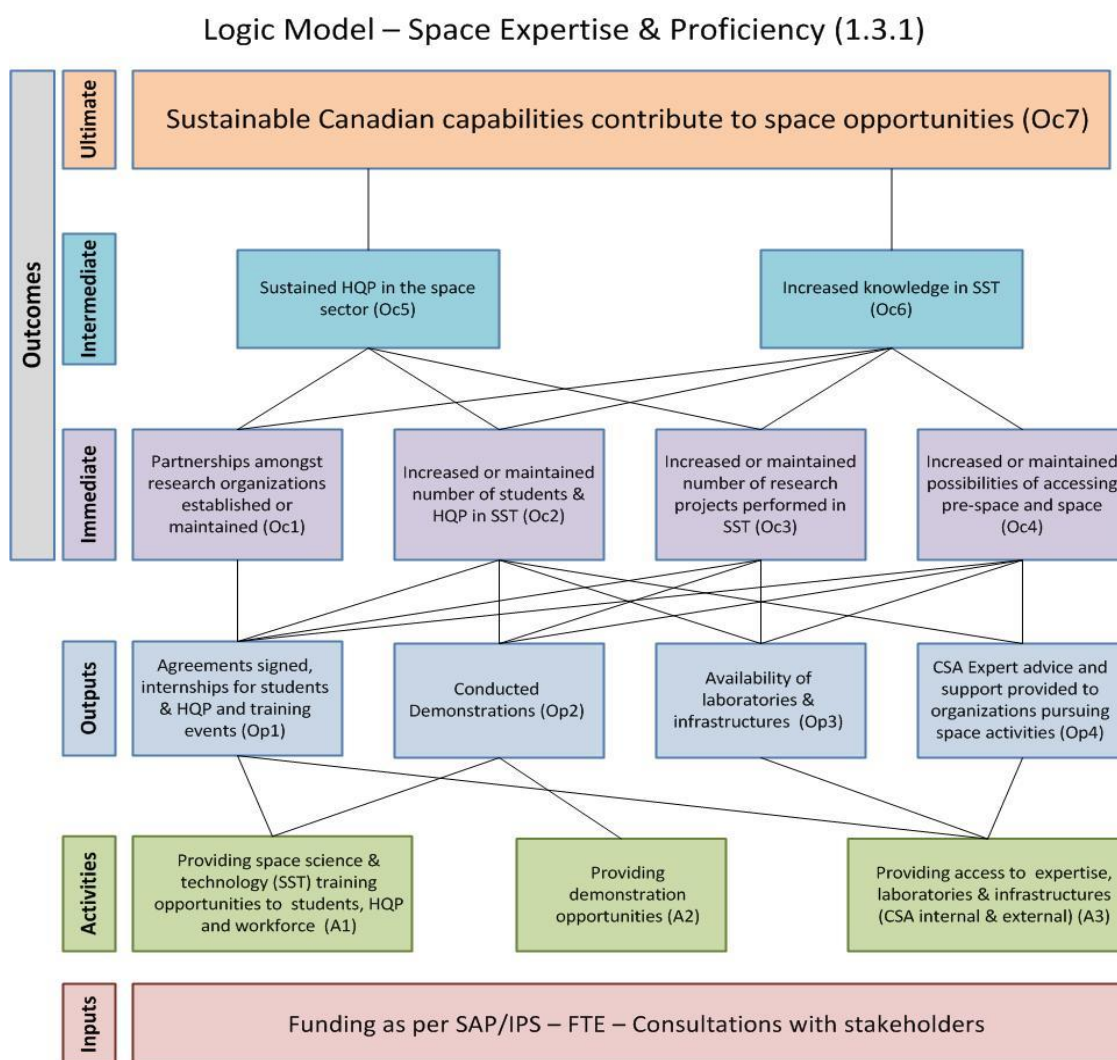 Logic Model – Space Expertise & Proficiency (1.3.1)
Outcomes
Ultimate
Sustainable Canadian capabilities contribute to space opportunities (Oc7)
Intermediate
Sustained HQP in the space
sector (Oc5)
Increased knowledge in SST
(Oc6)
Immediate
Partnerships amongst
research organizations
established or
maintained (Oc1)
Increased or maintained
number of students &
HQP in SST (Oc2)
Increased or maintained
number of research
projects performed in
SST (Oc3)
Increased or maintained
possibilities of accessing
pre-space and space
(Oc4)
Outputs
Agreements signed,
internships for students
& HQP and training
events (Op1)
Conducted
Demonstrations (Op2)
Availability of
laboratories &
infrastructures (Op3)
CSA Expert advice and
support provided to
organizations pursuing
space activities (Op4)
Activities
Providing space science &
technology (SST) training
opportunities to students, HQP
and workforce (A1)
Providing
demonstration
opportunities (A2)
Providing access to expertise,
laboratories & infrastructures
(CSA internal & external) (A3)
Inputs
Funding as per SAP/IPS – FTE – Consultations with stakeholders